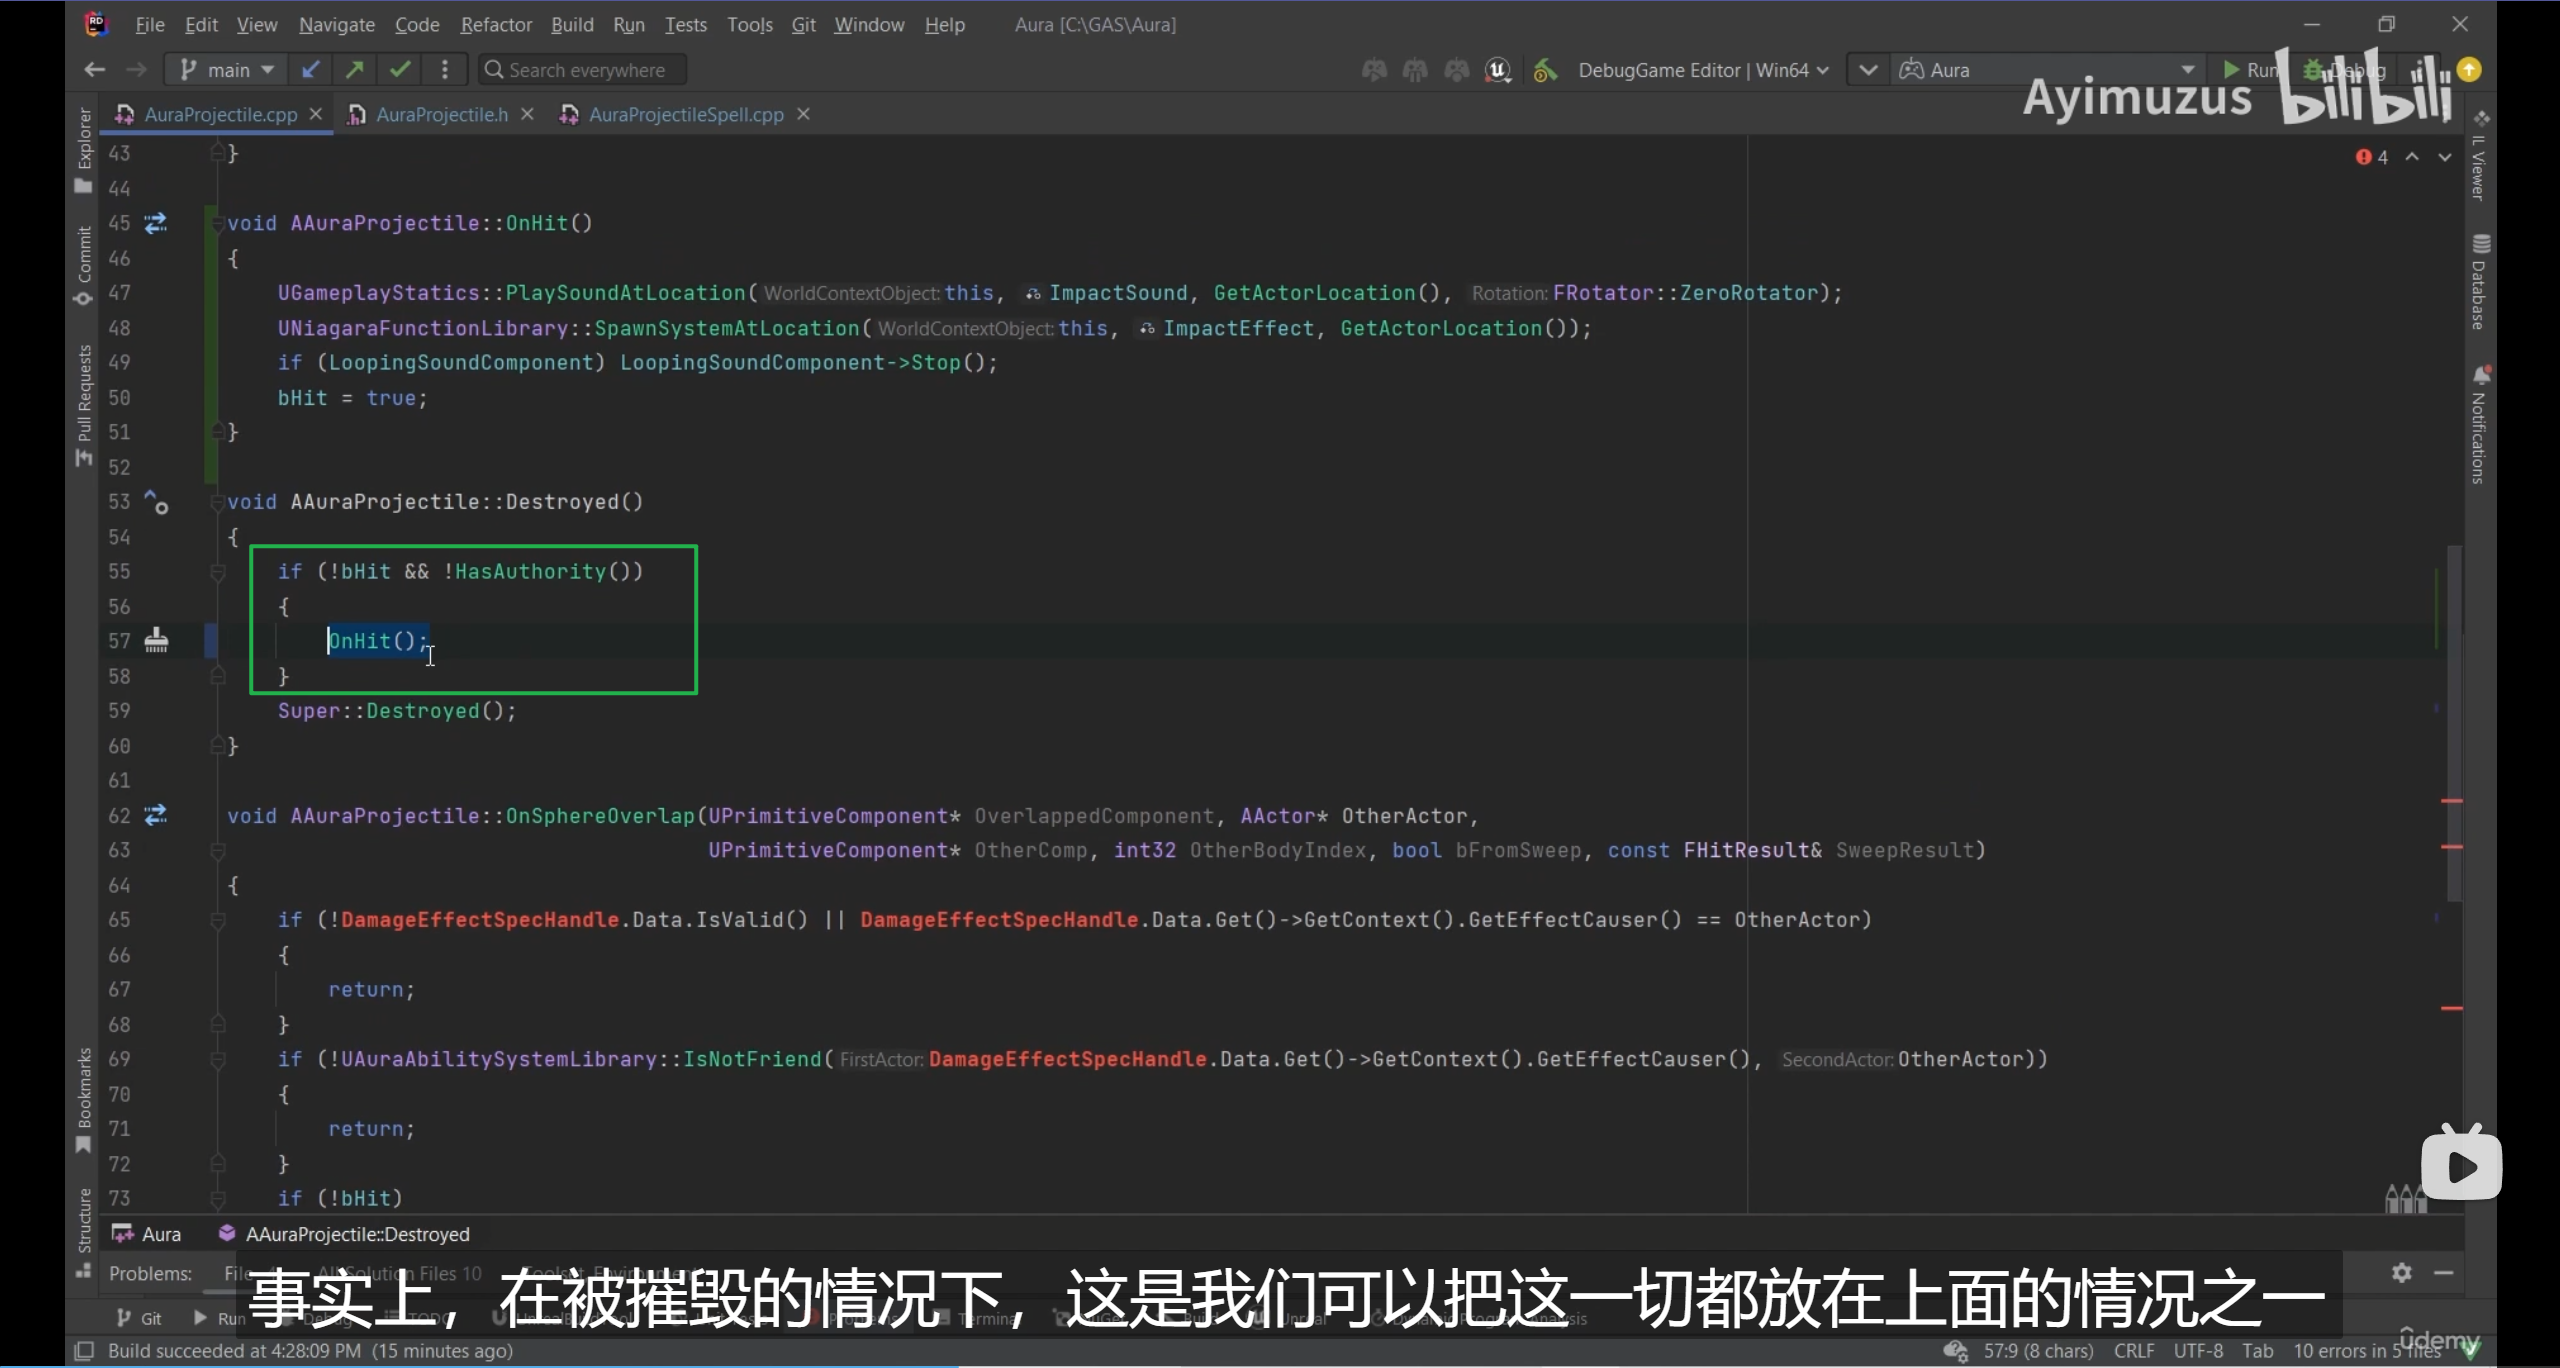 File Edit View Navigate Code Refactor Build Run Tests Tools Git Window Help Aura [C:\GAS\Aura]
main Search everywhere DebugGame Editor | Win64 Aura Run Debug
Ayimuzus bilibili
AuraProjectile.cpp AuraProjectile.h AuraProjectileSpell.cpp
4
43 }
44
45 void AAuraProjectile::OnHit()
46 {
47 UGameplayStatics::PlaySoundAtLocation( WorldContextObject: this, ImpactSound, GetActorLocation(), Rotation: FRotator::ZeroRotator);
48 UNiagaraFunctionLibrary::SpawnSystemAtLocation( WorldContextObject: this, ImpactEffect, GetActorLocation());
49 if (LoopingSoundComponent) LoopingSoundComponent->Stop();
50 bHit = true;
51 }
52
53 void AAuraProjectile::Destroyed()
54 {
55 if (!bHit && !HasAuthority())
56 {
57 OnHit();
58 }
59 Super::Destroyed();
60 }
61
62 void AAuraProjectile::OnSphereOverlap(UPrimitiveComponent* OverlappedComponent, AActor* OtherActor,
63 UPrimitiveComponent* OtherComp, int32 OtherBodyIndex, bool bFromSweep, const FHitResult& SweepResult)
64 {
65 if (!DamageEffectSpecHandle.Data.IsValid() || DamageEffectSpecHandle.Data.Get()->GetContext().GetEffectCauser() == OtherActor)
66 {
67 return;
68 }
69 if (!UAuraAbilitySystemLibrary::IsNotFriend( FirstActor: DamageEffectSpecHandle.Data.Get()->GetContext().GetEffectCauser(), SecondActor: OtherActor))
70 {
71 return;
72 }
73 if (!bHit)
Explorer
Commit
Pull Requests
Bookmarks
Structure
IL Viewer
Database
Notifications
Aura AAuraProjectile::Destroyed
Problems: File All Solution Files 10
事实上，在被摧毁的情况下，这是我们可以把这一切都放在上面的情况之一
Git Run Debug TODO
Build succeeded at 4:28:09 PM (15 minutes ago) 57:9 (8 chars) CRLF UTF-8 Tab 10 errors in 5 files
udemy